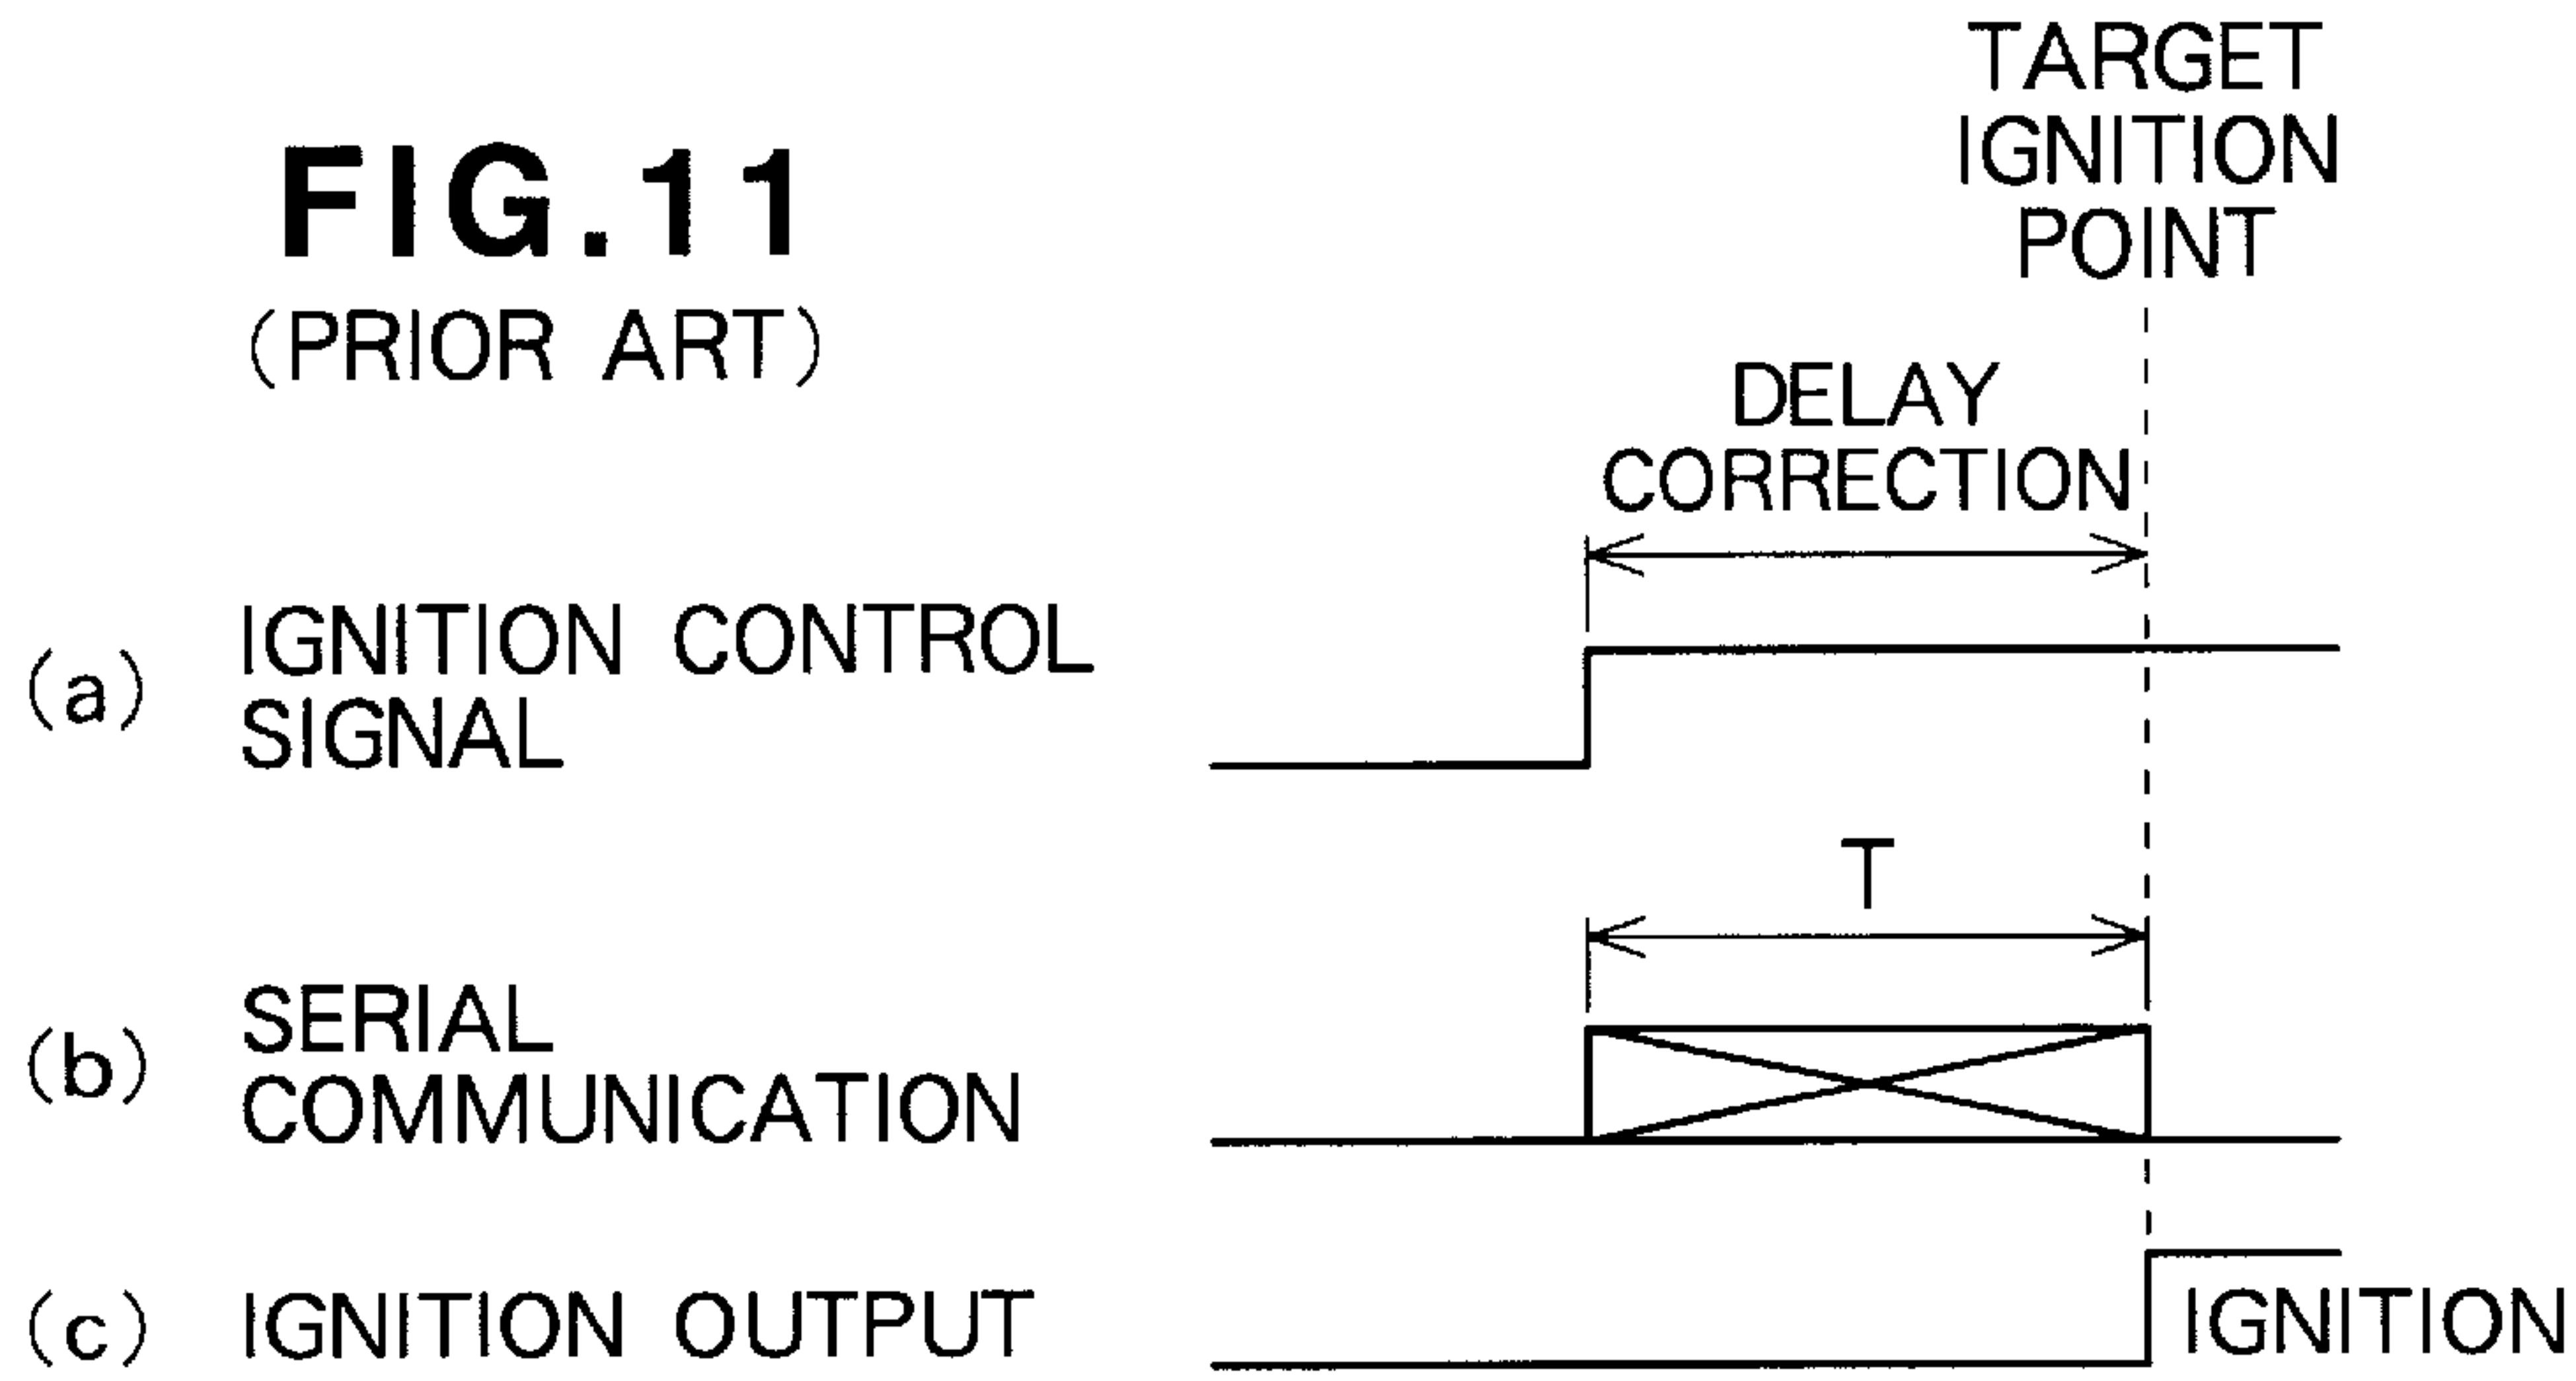 FIG.11
(PRIOR ART)
TARGET
IGNITION
POINT
DELAY
CORRECTION
(a) IGNITION CONTROL
SIGNAL
T
(b) SERIAL
COMMUNICATION
(c) IGNITION OUTPUT
IGNITION